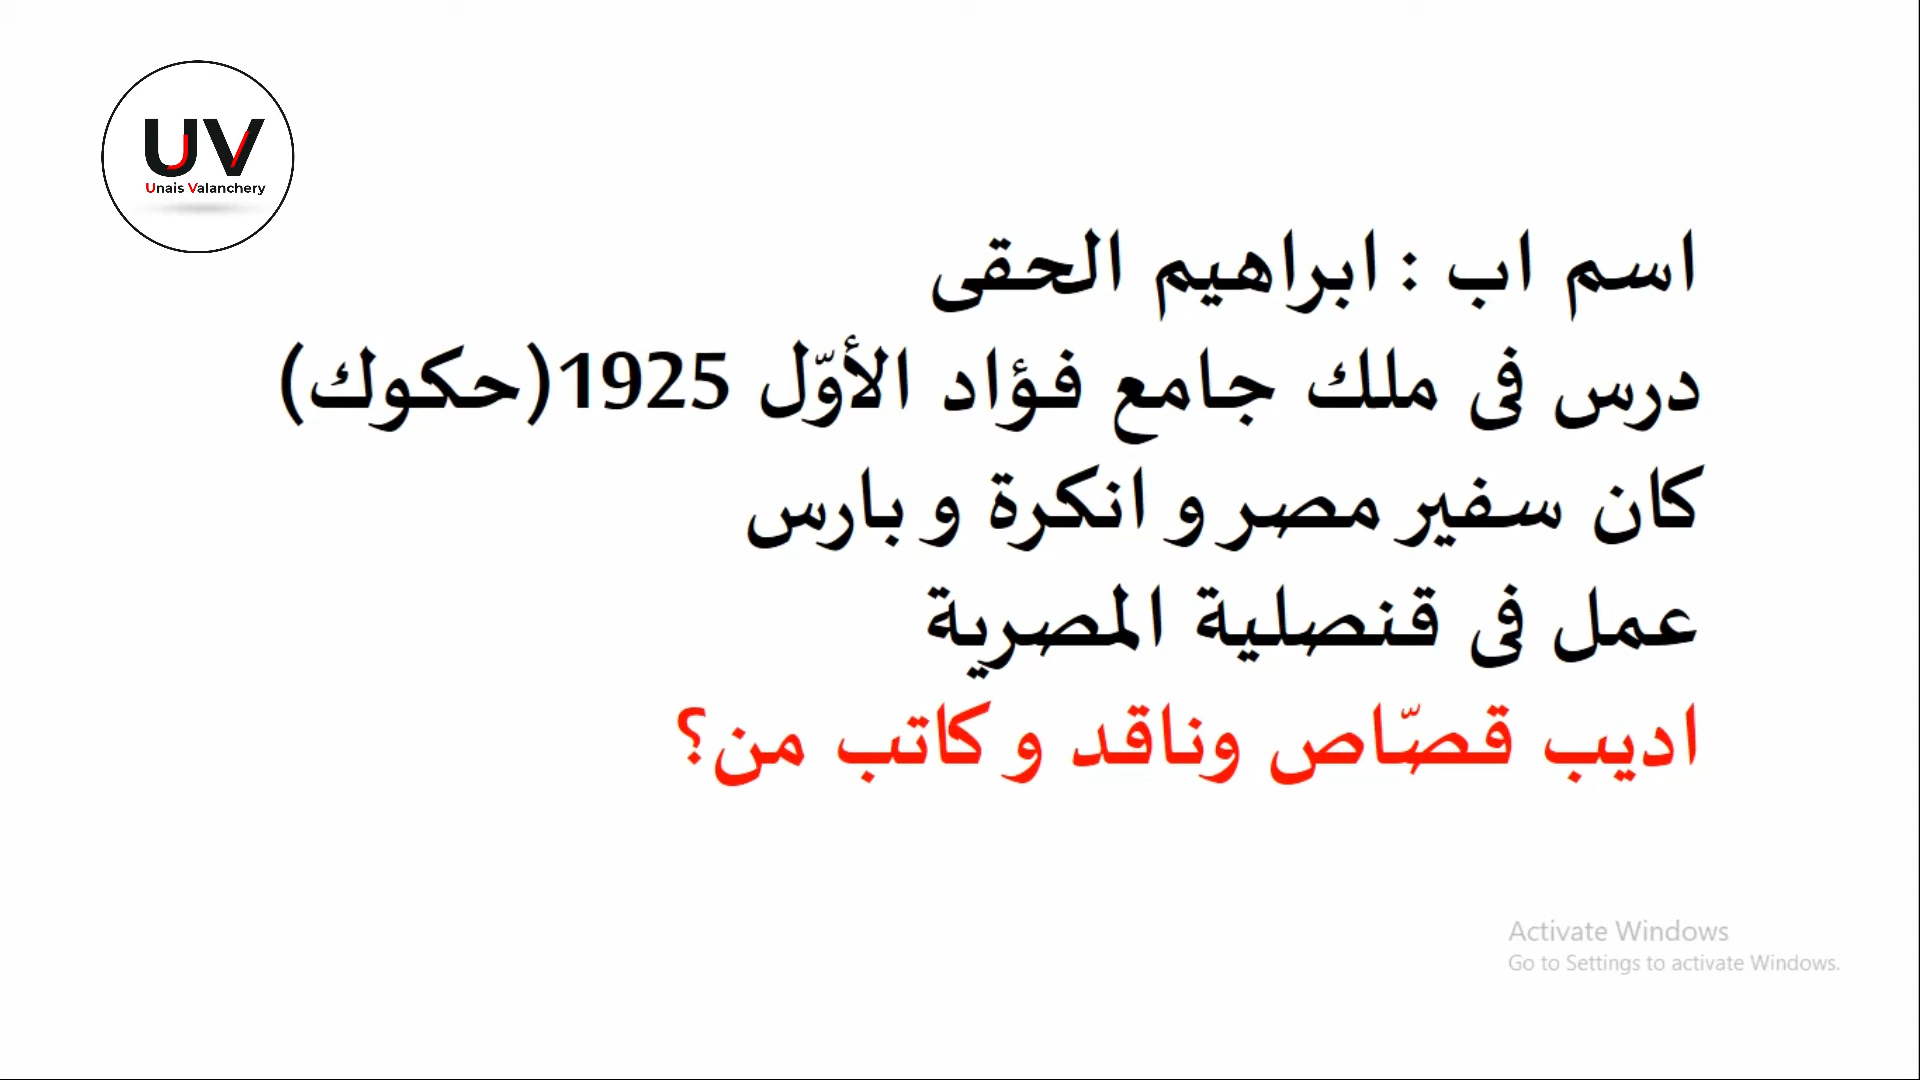 UV
Unais Valanchery
اسم اب : ابراهيم الحقى
درس فى ملك جامع فؤاد الأوّل 1925(حكوك)
كان سفير مصر و انكرة و بارس
عمل فى قنصلية المصرية
اديب قصّاص وناقد و كاتب من؟
Activate Windows
Go to Settings to activate Windows.